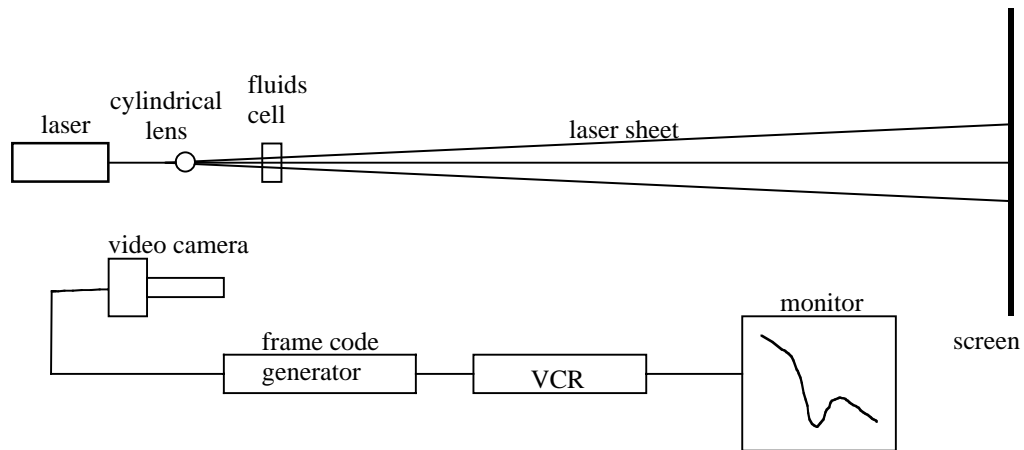 laser
cylindrical
lens
fluids
cell
laser sheet
screen
video camera
frame code
generator
VCR
monitor